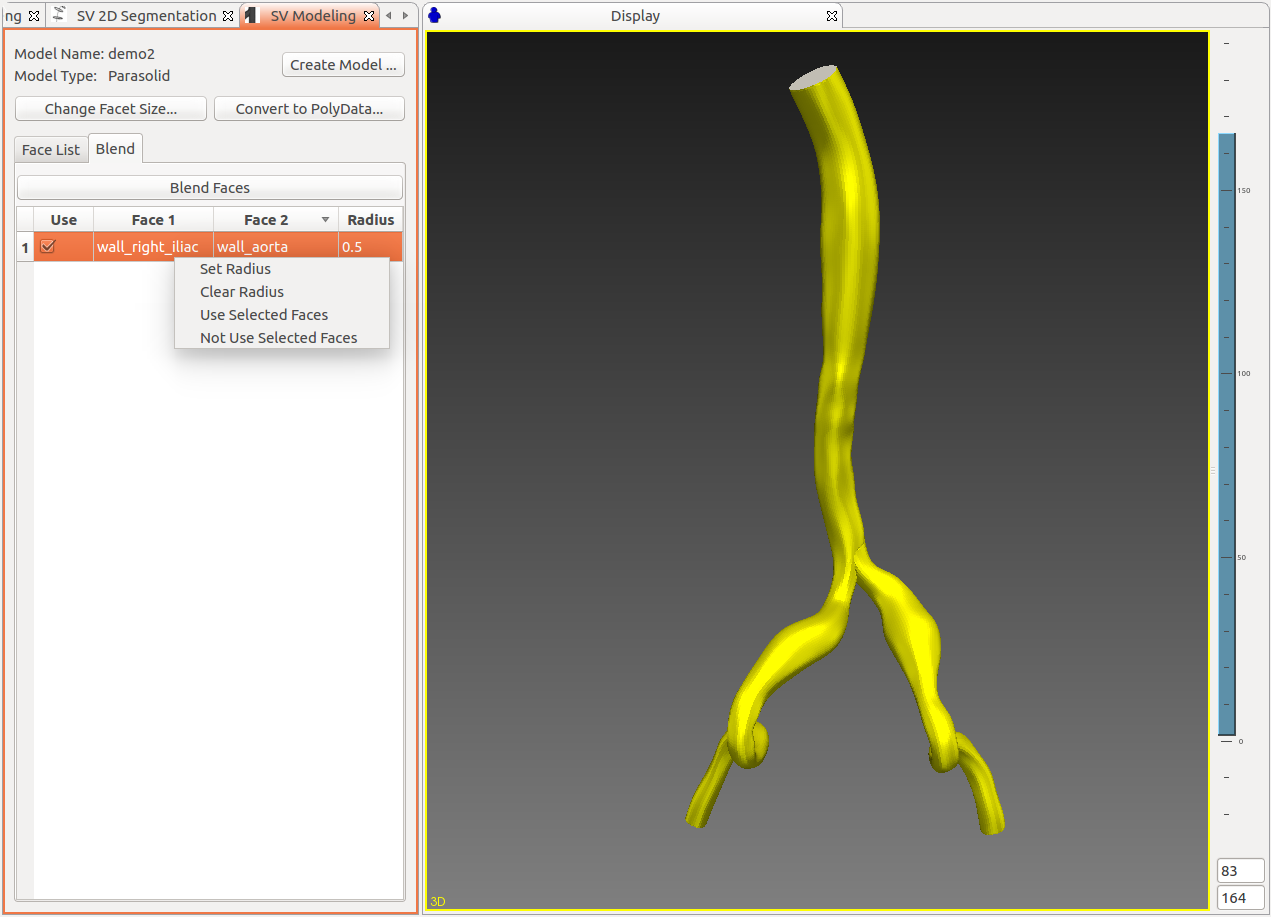 ng SV 2D Segmentation SV Modeling
Display
Model Name: demo2
Model Type: Parasolid
Create Model ...
Change Facet Size... Convert to PolyData...
Face List Blend
Blend Faces
Use Face 1 Face 2 Radius
1 wall_right_iliac wall_aorta 0.5
Set Radius
Clear Radius
Use Selected Faces
Not Use Selected Faces
3D
150
100
50
0
83
164